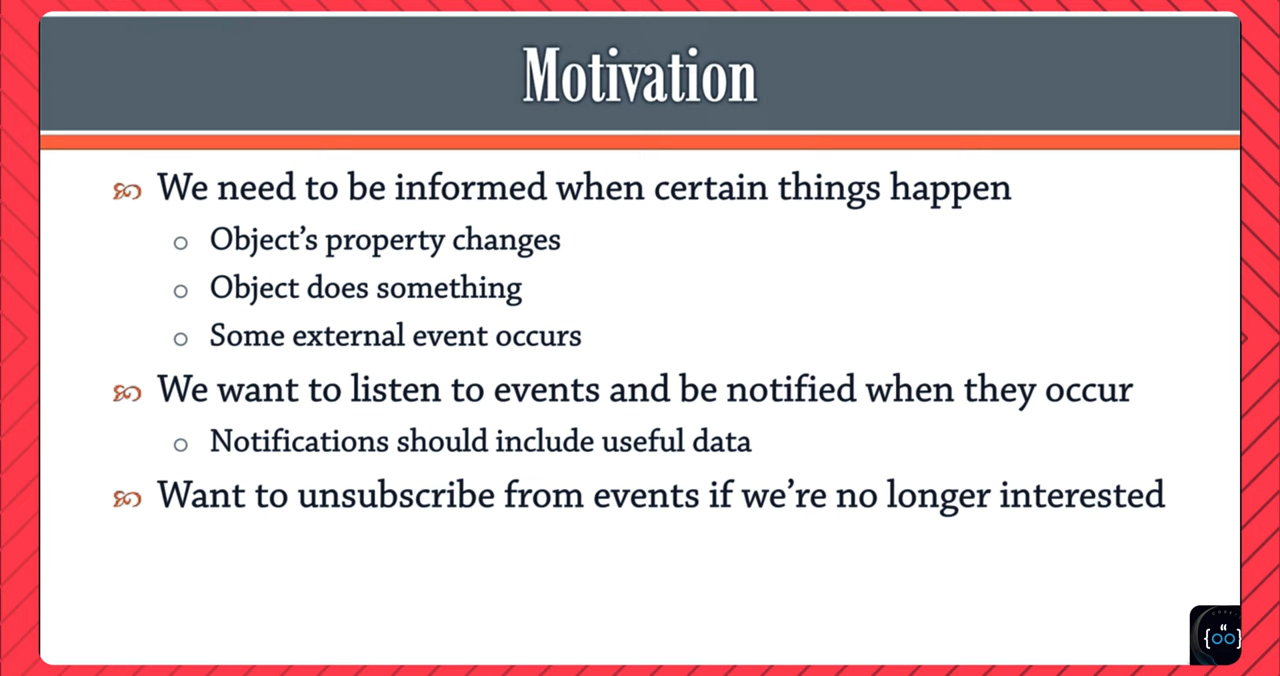 Motivation
We need to be informed when certain things happen
Object’s property changes
Object does something
Some external event occurs
We want to listen to events and be notified when they occur
Notifications should include useful data
Want to unsubscribe from events if we’re no longer interested
{oo}